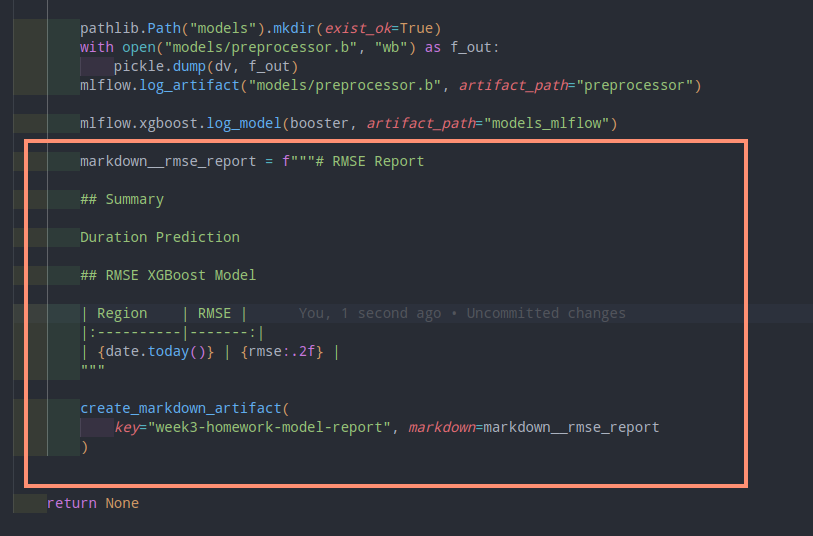 pathlib.Path("models").mkdir(exist_ok=True)
with open("models/preprocessor.b", "wb") as f_out:
pickle.dump(dv, f_out)
mlflow.log_artifact("models/preprocessor.b", artifact_path="preprocessor")
mlflow.xgboost.log_model(booster, artifact_path="models_mlflow")
markdown__rmse_report = f"""# RMSE Report
## Summary
Duration Prediction
## RMSE XGBoost Model
| Region    | RMSE |      You, 1 second ago • Uncommitted changes
|:----------|-------:|
| {date.today()} | {rmse:.2f} |
"""
create_markdown_artifact(
key="week3-homework-model-report", markdown=markdown__rmse_report
)
return None